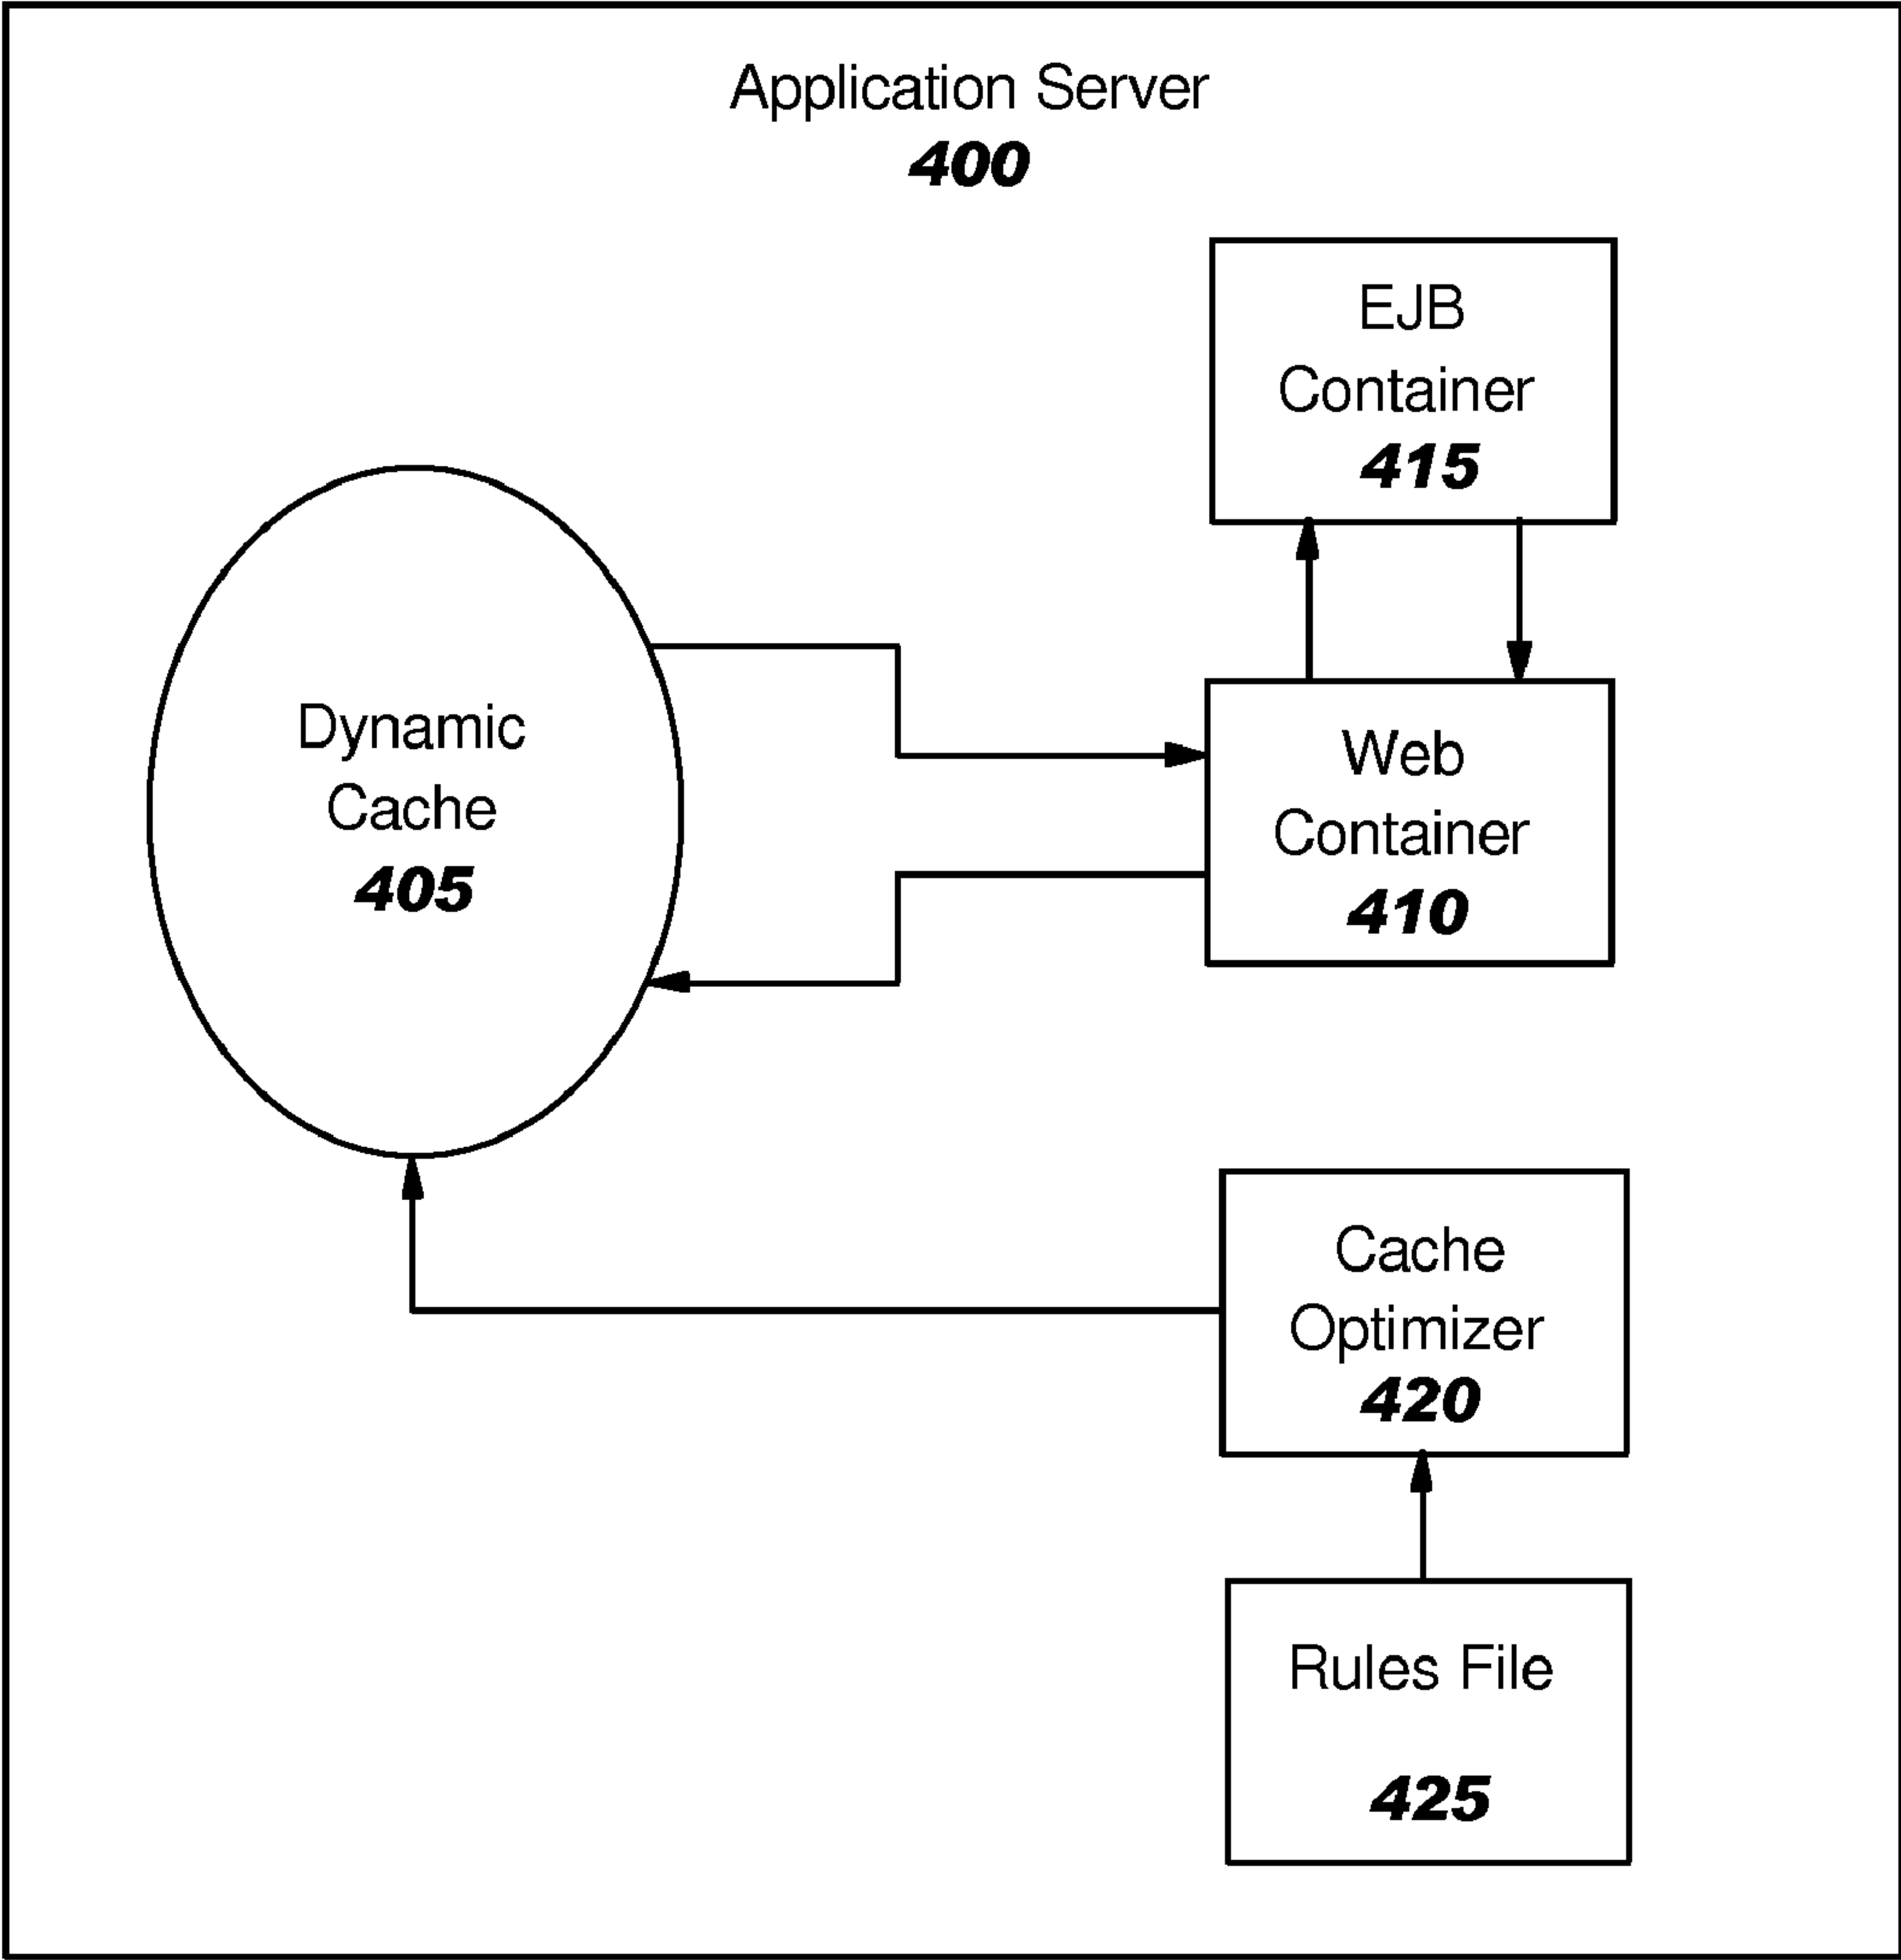 Application Server
400
EJB
Container
415
Dynamic
Cache
405
Web
Container
410
Cache
Optimizer
420
Rules File
425